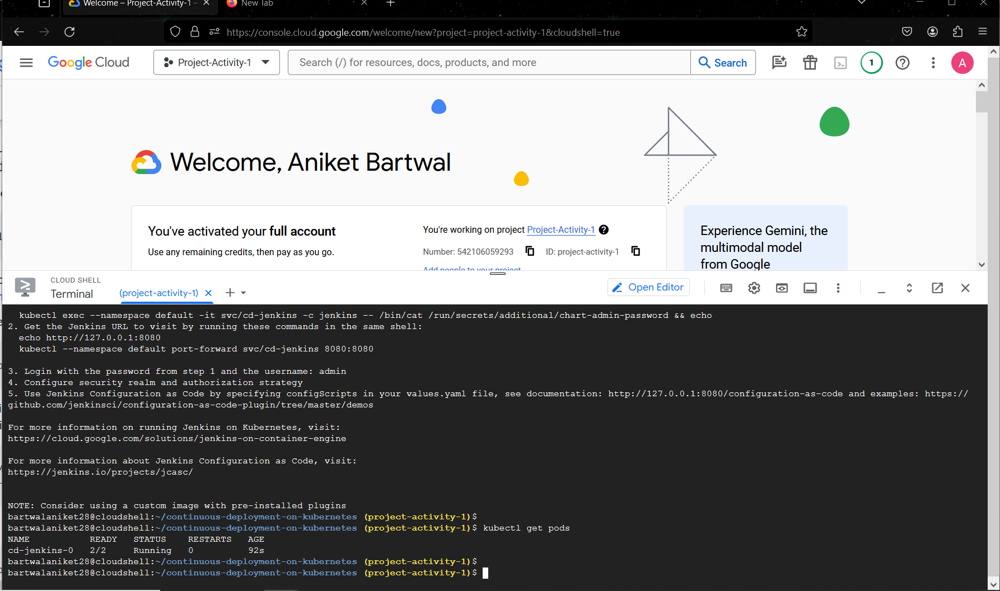 Welcome – Project-Activity-1 –
New Tab
https://console.cloud.google.com/welcome/new?project=project-activity-1&cloudshell=true
Google Cloud
Project-Activity-1
Search (/) for resources, docs, products, and more
Search
1
A
Welcome, Aniket Bartwal
You've activated your full account
Use any remaining credits, then pay as you go.
You're working on project Project-Activity-1
Number: 542106059293
ID: project-activity-1
Add people to your project
Experience Gemini, the
multimodal model
from Google
CLOUD SHELL
Terminal
(project-activity-1)
Open Editor
kubectl exec --namespace default -it svc/cd-jenkins -c jenkins -- /bin/cat /run/secrets/additional/chart-admin-password && echo
2. Get the Jenkins URL to visit by running these commands in the same shell:
echo http://127.0.0.1:8080
kubectl --namespace default port-forward svc/cd-jenkins 8080:8080
3. Login with the password from step 1 and the username: admin
4. Configure security realm and authorization strategy
5. Use Jenkins Configuration as Code by specifying configScripts in your values.yaml file, see documentation: http://127.0.0.1:8080/configuration-as-code and examples: https://
github.com/jenkinsci/configuration-as-code-plugin/tree/master/demos
For more information on running Jenkins on Kubernetes, visit:
https://cloud.google.com/solutions/jenkins-on-container-engine
For more information about Jenkins Configuration as Code, visit:
https://jenkins.io/projects/jcasc/
NOTE: Consider using a custom image with pre-installed plugins
bartwalaniket28@cloudshell:~/continuous-deployment-on-kubernetes (project-activity-1)$
bartwalaniket28@cloudshell:~/continuous-deployment-on-kubernetes (project-activity-1)$ kubectl get pods
NAME READY STATUS RESTARTS AGE
cd-jenkins-0 2/2 Running 0 92s
bartwalaniket28@cloudshell:~/continuous-deployment-on-kubernetes (project-activity-1)$
bartwalaniket28@cloudshell:~/continuous-deployment-on-kubernetes (project-activity-1)$